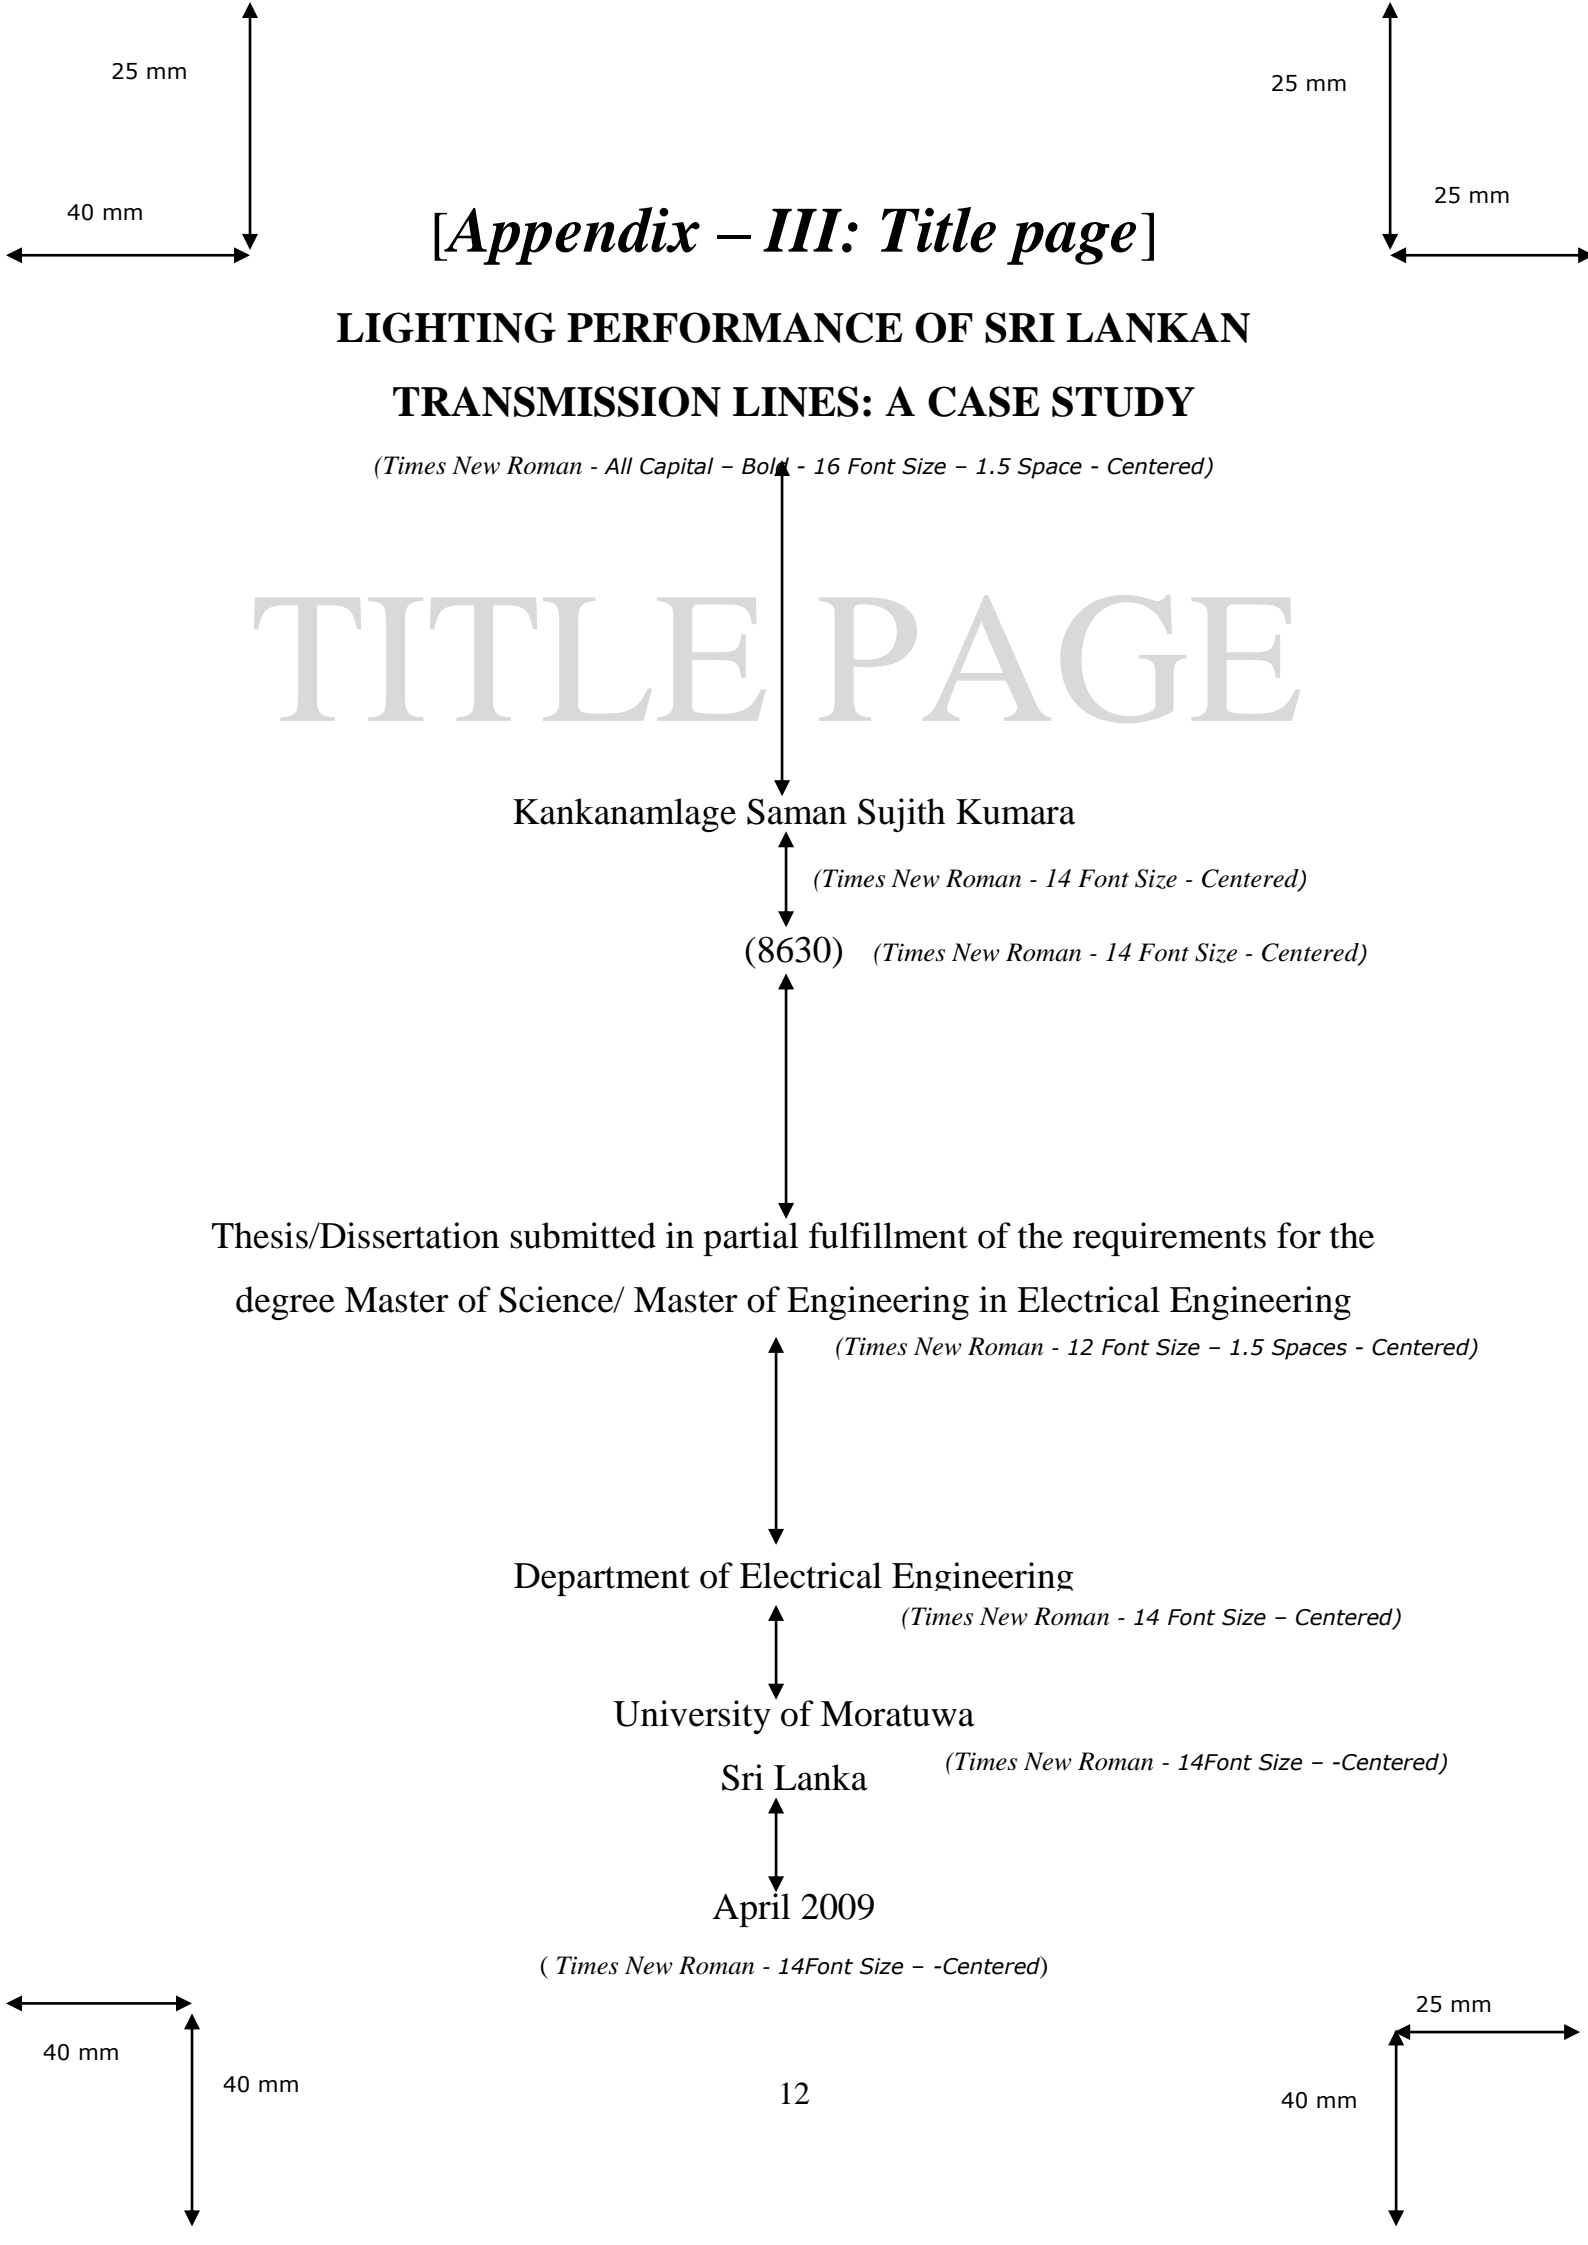 25 mm
25 mm
40 mm
25 mm
[Appendix – III: Title page]
LIGHTING PERFORMANCE OF SRI LANKAN
TRANSMISSION LINES: A CASE STUDY
(Times New Roman - All Capital – Bold - 16 Font Size – 1.5 Space - Centered)
TITLE PAGE
Kankanamlage Saman Sujith Kumara
(Times New Roman - 14 Font Size - Centered)
(8630) (Times New Roman - 14 Font Size - Centered)
Thesis/Dissertation submitted in partial fulfillment of the requirements for the
degree Master of Science/ Master of Engineering in Electrical Engineering
(Times New Roman - 12 Font Size – 1.5 Spaces - Centered)
Department of Electrical Engineering
(Times New Roman - 14 Font Size – Centered)
University of Moratuwa
(Times New Roman - 14Font Size – -Centered)
Sri Lanka
April 2009
( Times New Roman - 14Font Size – -Centered)
25 mm
40 mm
40 mm
12
40 mm